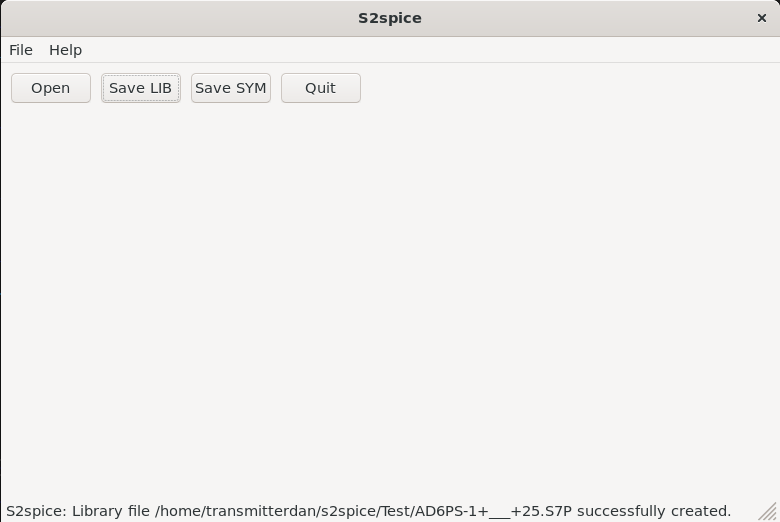 S2spice
File Help
Open Save LIB Save SYM Quit
S2spice: Library file /home/transmitterdan/s2spice/Test/AD6PS-1+___+25.S7P successfully created.